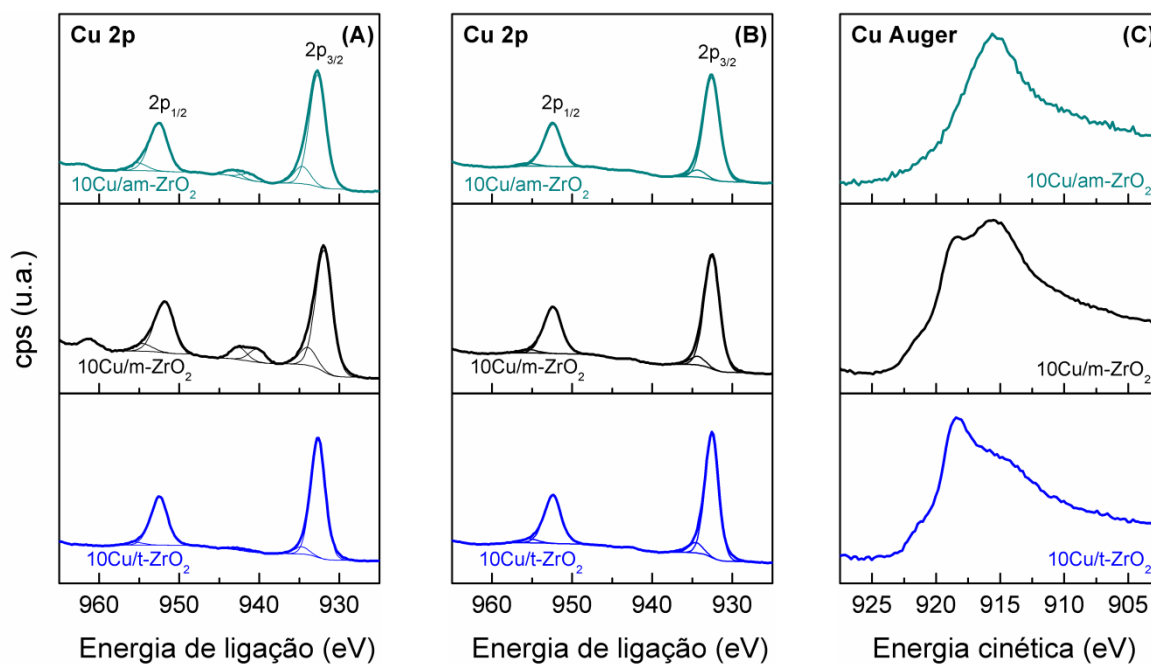 cps (u.a.)
Cu 2p (A)
2p3/2
2p1/2
10Cu/am-ZrO2
10Cu/m-ZrO2
10Cu/t-ZrO2
960 950 940 930
Energia de ligação (eV)
Cu 2p (B)
2p3/2
2p1/2
10Cu/am-ZrO2
10Cu/m-ZrO2
10Cu/t-ZrO2
960 950 940 930
Energia de ligação (eV)
Cu Auger (C)
10Cu/am-ZrO2
10Cu/m-ZrO2
10Cu/t-ZrO2
925 920 915 910 905
Energia cinética (eV)